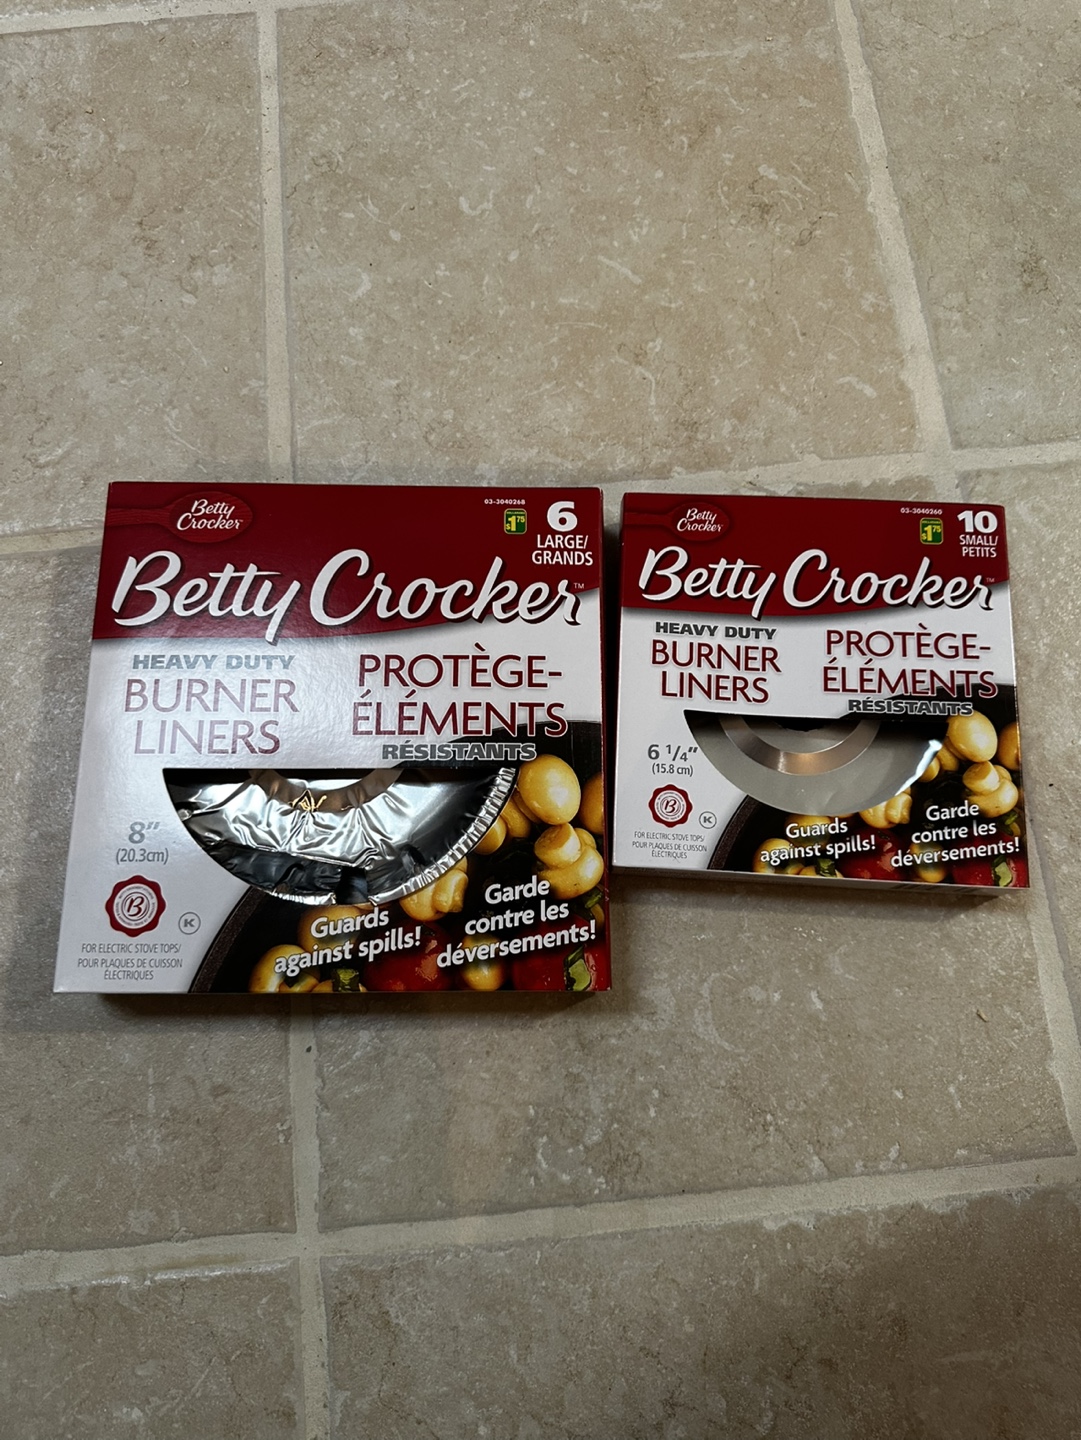 Betty
Crocker
03-3040268
$1.75
6
LARGE/
GRANDS
Betty Crocker™
HEAVY DUTY
BURNER
LINERS
PROTÈGE-
ÉLÉMENTS
RÉSISTANTS
8"
(20.3cm)
B
K
FOR ELECTRIC STOVE TOPS/
POUR PLAQUES DE CUISSON
ÉLECTRIQUES
Guards
against spills!
Garde
contre les
déversements!
Betty
Crocker
03-3040260
$1.75
10
SMALL/
PETITS
Betty Crocker™
HEAVY DUTY
BURNER
LINERS
PROTÈGE-
ÉLÉMENTS
RÉSISTANTS
6 1/4"
(15.8 cm)
B
K
FOR ELECTRIC STOVE TOPS/
POUR PLAQUES DE CUISSON
ÉLECTRIQUES
Guards
against spills!
Garde
contre les
déversements!